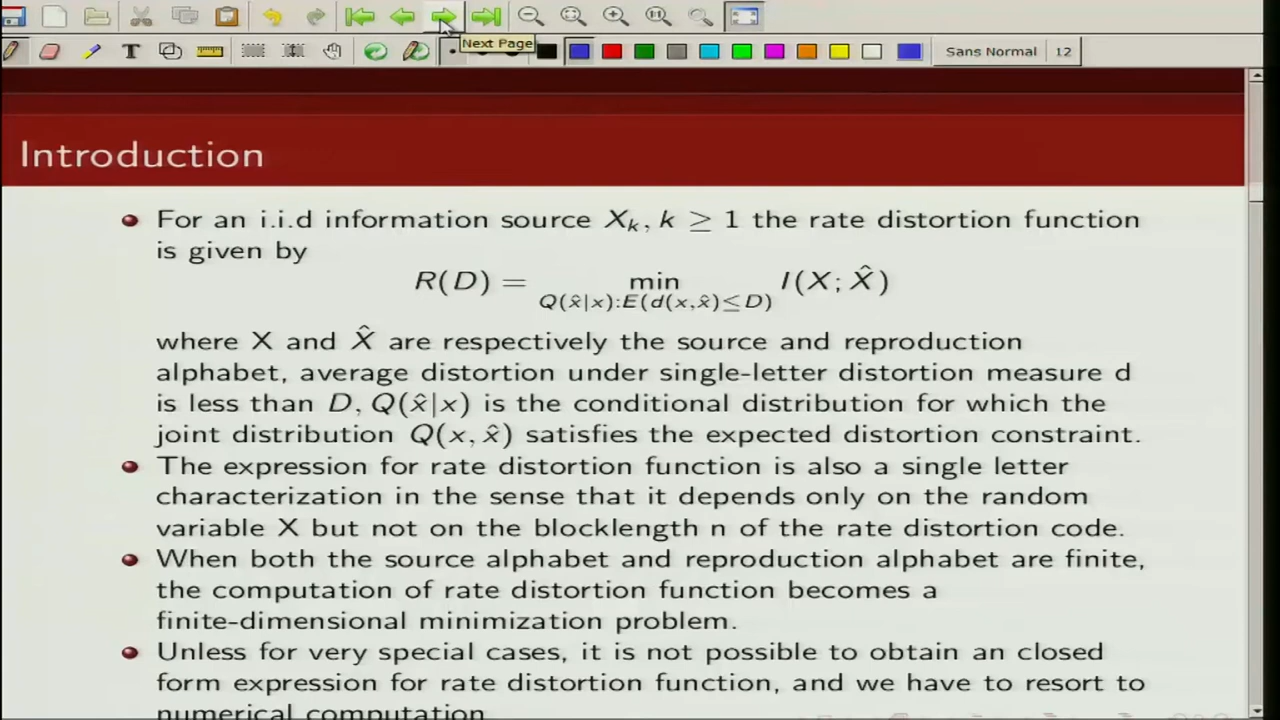 Next Page
Sans Normal 12
Introduction
For an i.i.d information source X_k, k ≥ 1 the rate distortion function
is given by
R(D) = min I(X; X̂)
Q(x̂|x):E(d(x,x̂)≤D)
where X and X̂ are respectively the source and reproduction
alphabet, average distortion under single-letter distortion measure d
is less than D, Q(x̂|x) is the conditional distribution for which the
joint distribution Q(x, x̂) satisfies the expected distortion constraint.
The expression for rate distortion function is also a single letter
characterization in the sense that it depends only on the random
variable X but not on the blocklength n of the rate distortion code.
When both the source alphabet and reproduction alphabet are finite,
the computation of rate distortion function becomes a
finite-dimensional minimization problem.
Unless for very special cases, it is not possible to obtain an closed
form expression for rate distortion function, and we have to resort to
numerical computation